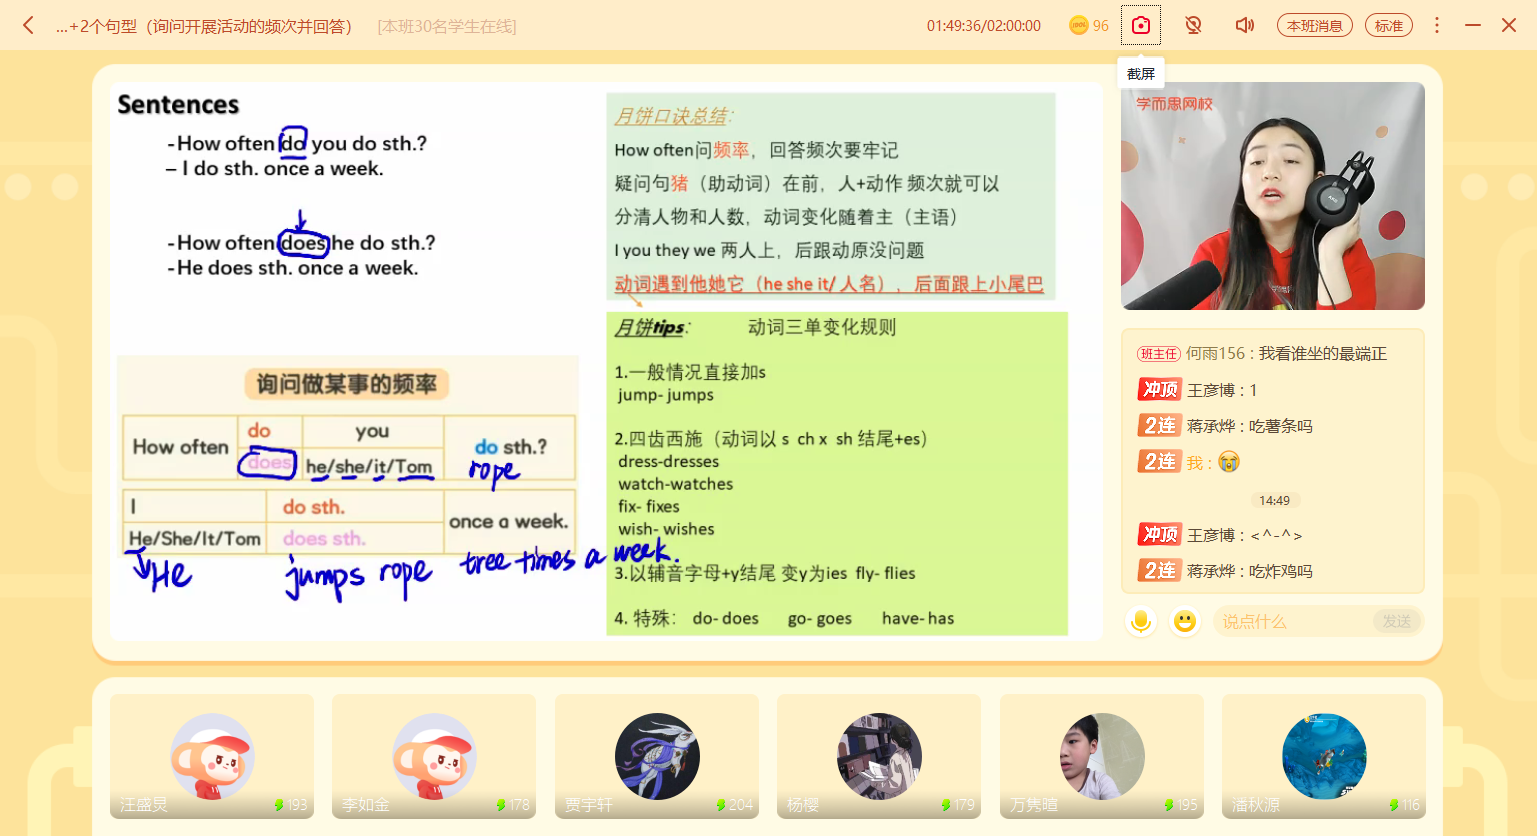 ...+2个句型（询问开展活动的频次并回答）
[本班30名学生在线]
01:49:36/02:00:00
96
本班消息
标准
截屏
Sentences
-How often do you do sth.?
– I do sth. once a week.
-How often does he do sth.?
-He does sth. once a week.
询问做某事的频率
How often do you do sth.?
does he/she/it/Tom
rope
I do sth. once a week.
He/She/It/Tom does sth.
He jumps rope tree times a week.
月饼口诀总结：
How often问频率，回答频次要牢记
疑问句猪（助动词）在前，人+动作 频次就可以
分清人物和人数，动词变化随着主（主语）
I you they we 两人上，后跟动原没问题
动词遇到他她它（he she it/ 人名），后面跟上小尾巴
月饼tips： 动词三单变化规则
1.一般情况直接加s
jump- jumps
2.四齿西施（动词以 s ch x sh 结尾+es）
dress-dresses
watch-watches
fix- fixes
wish- wishes
3.以辅音字母+y结尾 变y为ies fly- flies
4. 特殊： do- does go- goes have- has
学而思网校
班主任 何雨156 : 我看谁坐的最端正
冲顶 王彦博 : 1
2连 蒋承烨 : 吃薯条吗
2连 我 :
14:49
冲顶 王彦博 : <^-^>
2连 蒋承烨 : 吃炸鸡吗
说点什么
发送
汪盛炅 193
李如金 178
贾宇轩 204
杨樱 179
万隽暄 195
潘秋源 116